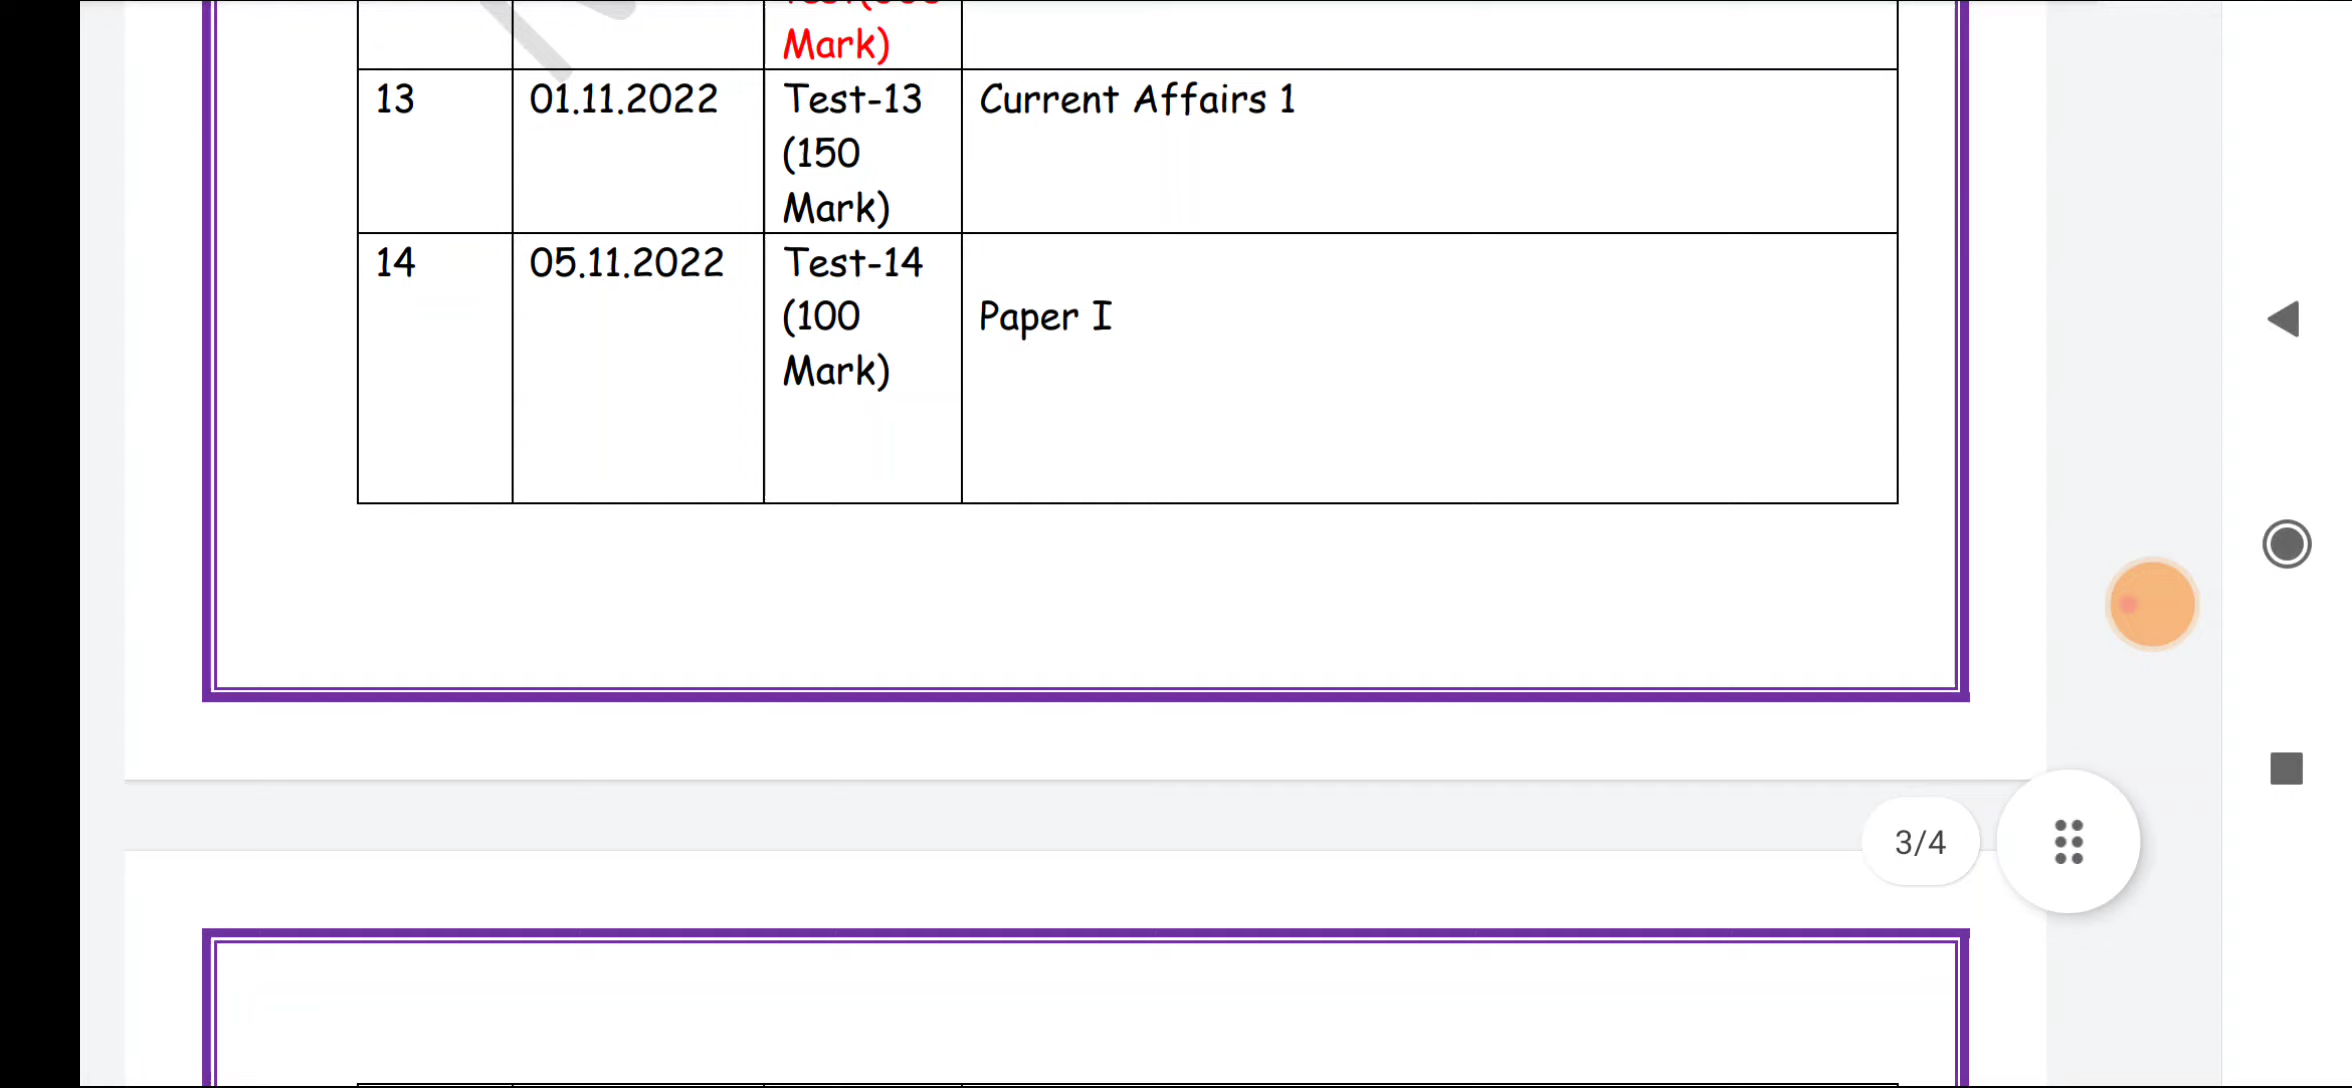 Mark)
13 01.11.2022 Test-13 Current Affairs 1
(150
Mark)
14 05.11.2022 Test-14
(100 Paper I
Mark)
3/4